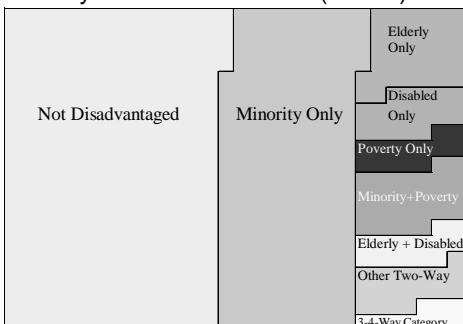 Elderly
Only
Disabled
Not Disadvantaged
Minority Only
Only
Poverty Only
Minority+Poverty
Elderly + Disabled
Other Two-Way
3-4-Way Category